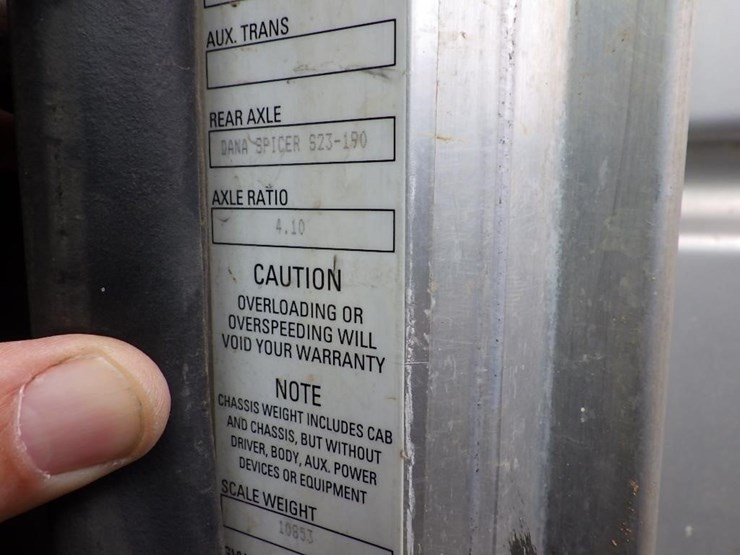 AUX. TRANS
REAR AXLE
DANA SPICER S23-190
AXLE RATIO
4.10
CAUTION
OVERLOADING OR
OVERSPEEDING WILL
VOID YOUR WARRANTY
NOTE
CHASSIS WEIGHT INCLUDES CAB
AND CHASSIS, BUT WITHOUT
DRIVER, BODY, AUX. POWER
DEVICES OR EQUIPMENT
SCALE WEIGHT
10853